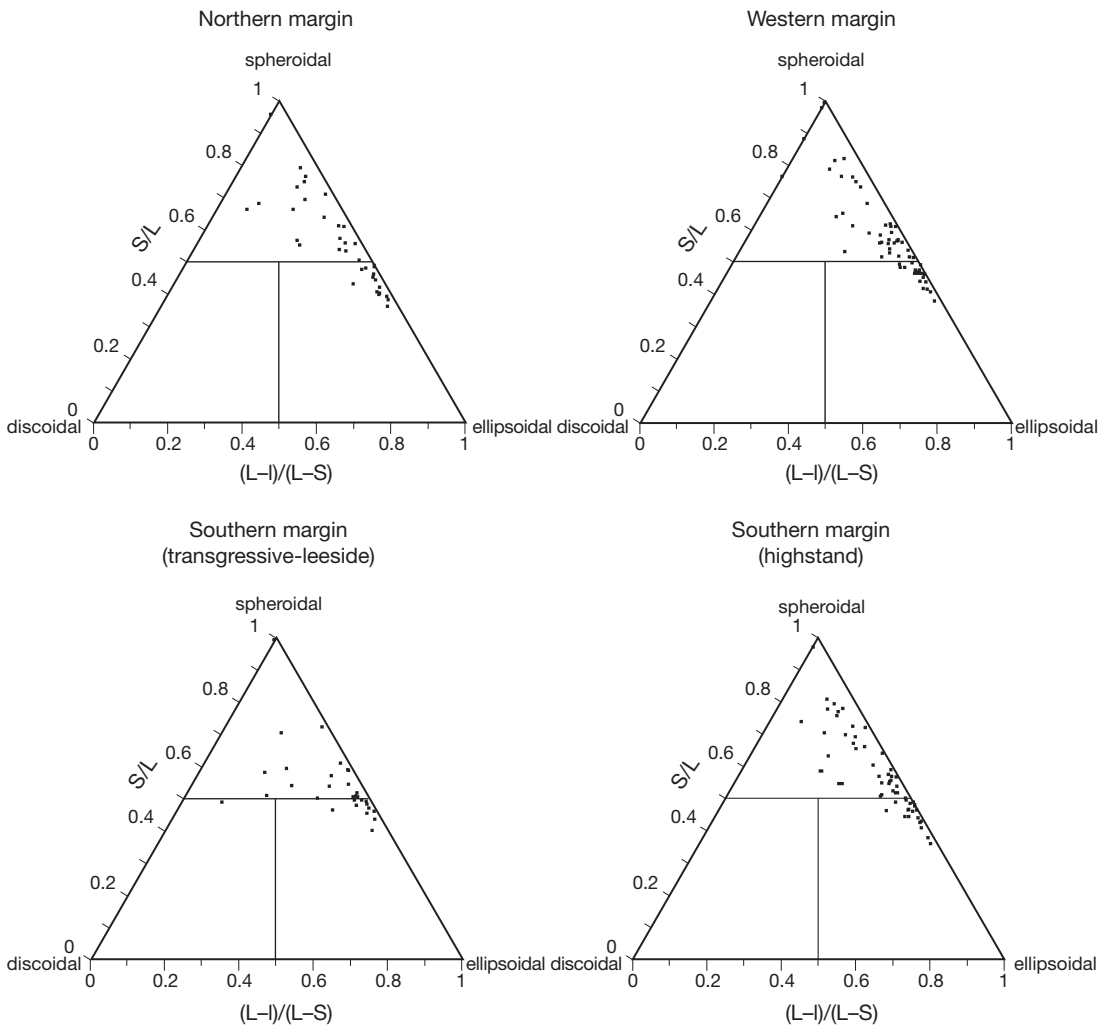 Northern margin
spheroidal
1
0.8
0.6
S/L
0.4
0.2
0
discoidal
ellipsoidal
0 0.2 0.4 0.6 0.8 1
(L–I)/(L–S)
Western margin
spheroidal
1
0.8
0.6
S/L
0.4
0.2
0
discoidal
ellipsoidal
0 0.2 0.4 0.6 0.8 1
(L–I)/(L–S)
Southern margin
(transgressive-leeside)
spheroidal
1
0.8
0.6
S/L
0.4
0.2
0
discoidal
ellipsoidal
0 0.2 0.4 0.6 0.8 1
(L–I)/(L–S)
Southern margin
(highstand)
spheroidal
1
0.8
0.6
S/L
0.4
0.2
0
discoidal
ellipsoidal
0 0.2 0.4 0.6 0.8 1
(L–I)/(L–S)